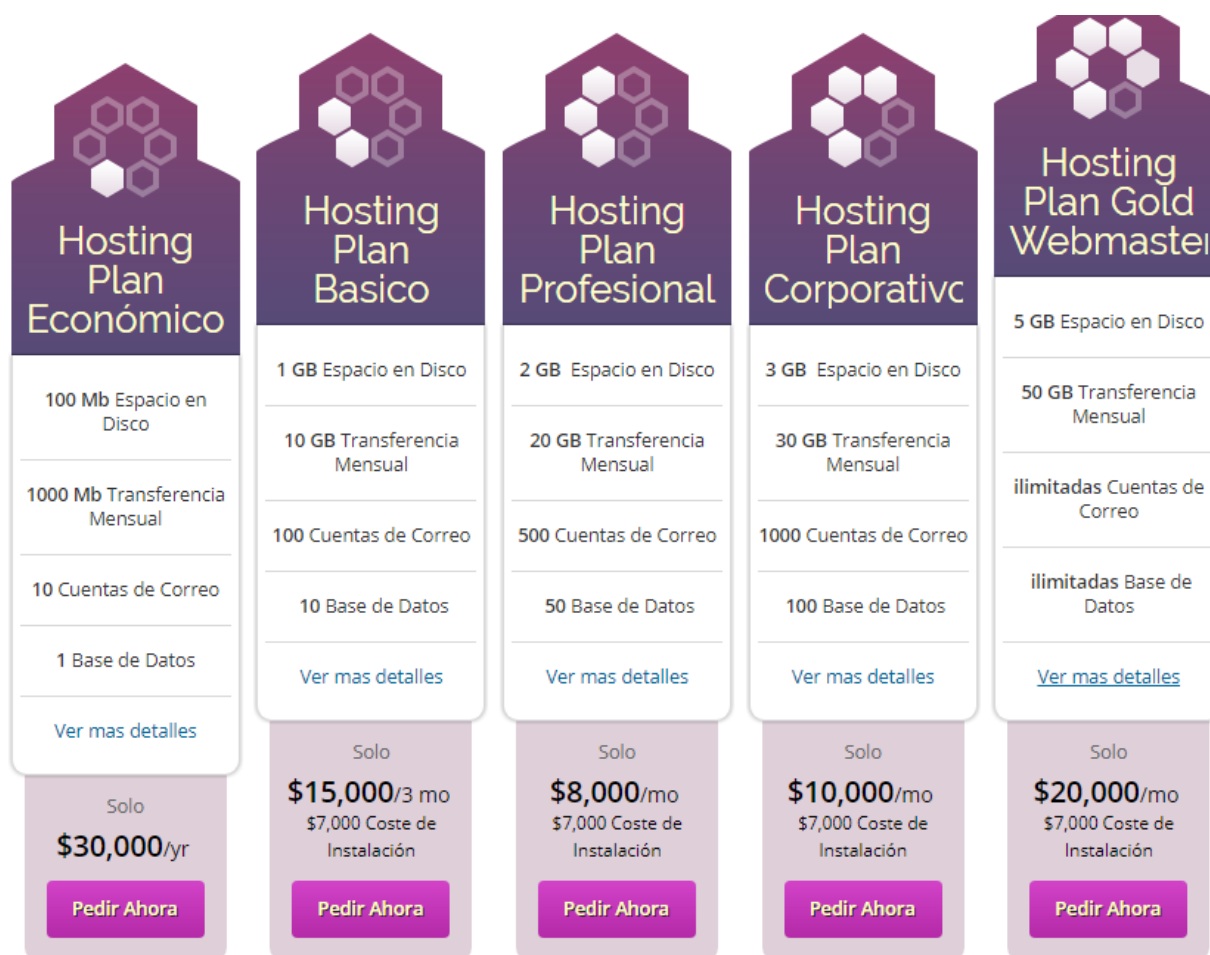 Hosting
Plan
Económico
100 Mb Espacio en
Disco
1000 Mb Transferencia
Mensual
10 Cuentas de Correo
1 Base de Datos
Ver mas detalles
Solo
$30,000/yr
Pedir Ahora
Hosting
Plan
Basico
1 GB Espacio en Disco
10 GB Transferencia
Mensual
100 Cuentas de Correo
10 Base de Datos
Ver mas detalles
Solo
$15,000/3 mo
$7,000 Coste de
Instalación
Pedir Ahora
Hosting
Plan
Profesional
2 GB Espacio en Disco
20 GB Transferencia
Mensual
500 Cuentas de Correo
50 Base de Datos
Ver mas detalles
Solo
$8,000/mo
$7,000 Coste de
Instalación
Pedir Ahora
Hosting
Plan
Corporativo
3 GB Espacio en Disco
30 GB Transferencia
Mensual
1000 Cuentas de Correo
100 Base de Datos
Ver mas detalles
Solo
$10,000/mo
$7,000 Coste de
Instalación
Pedir Ahora
Hosting
Plan Gold
Webmaster
5 GB Espacio en Disco
50 GB Transferencia
Mensual
ilimitadas Cuentas de
Correo
ilimitadas Base de
Datos
Ver mas detalles
Solo
$20,000/mo
$7,000 Coste de
Instalación
Pedir Ahora